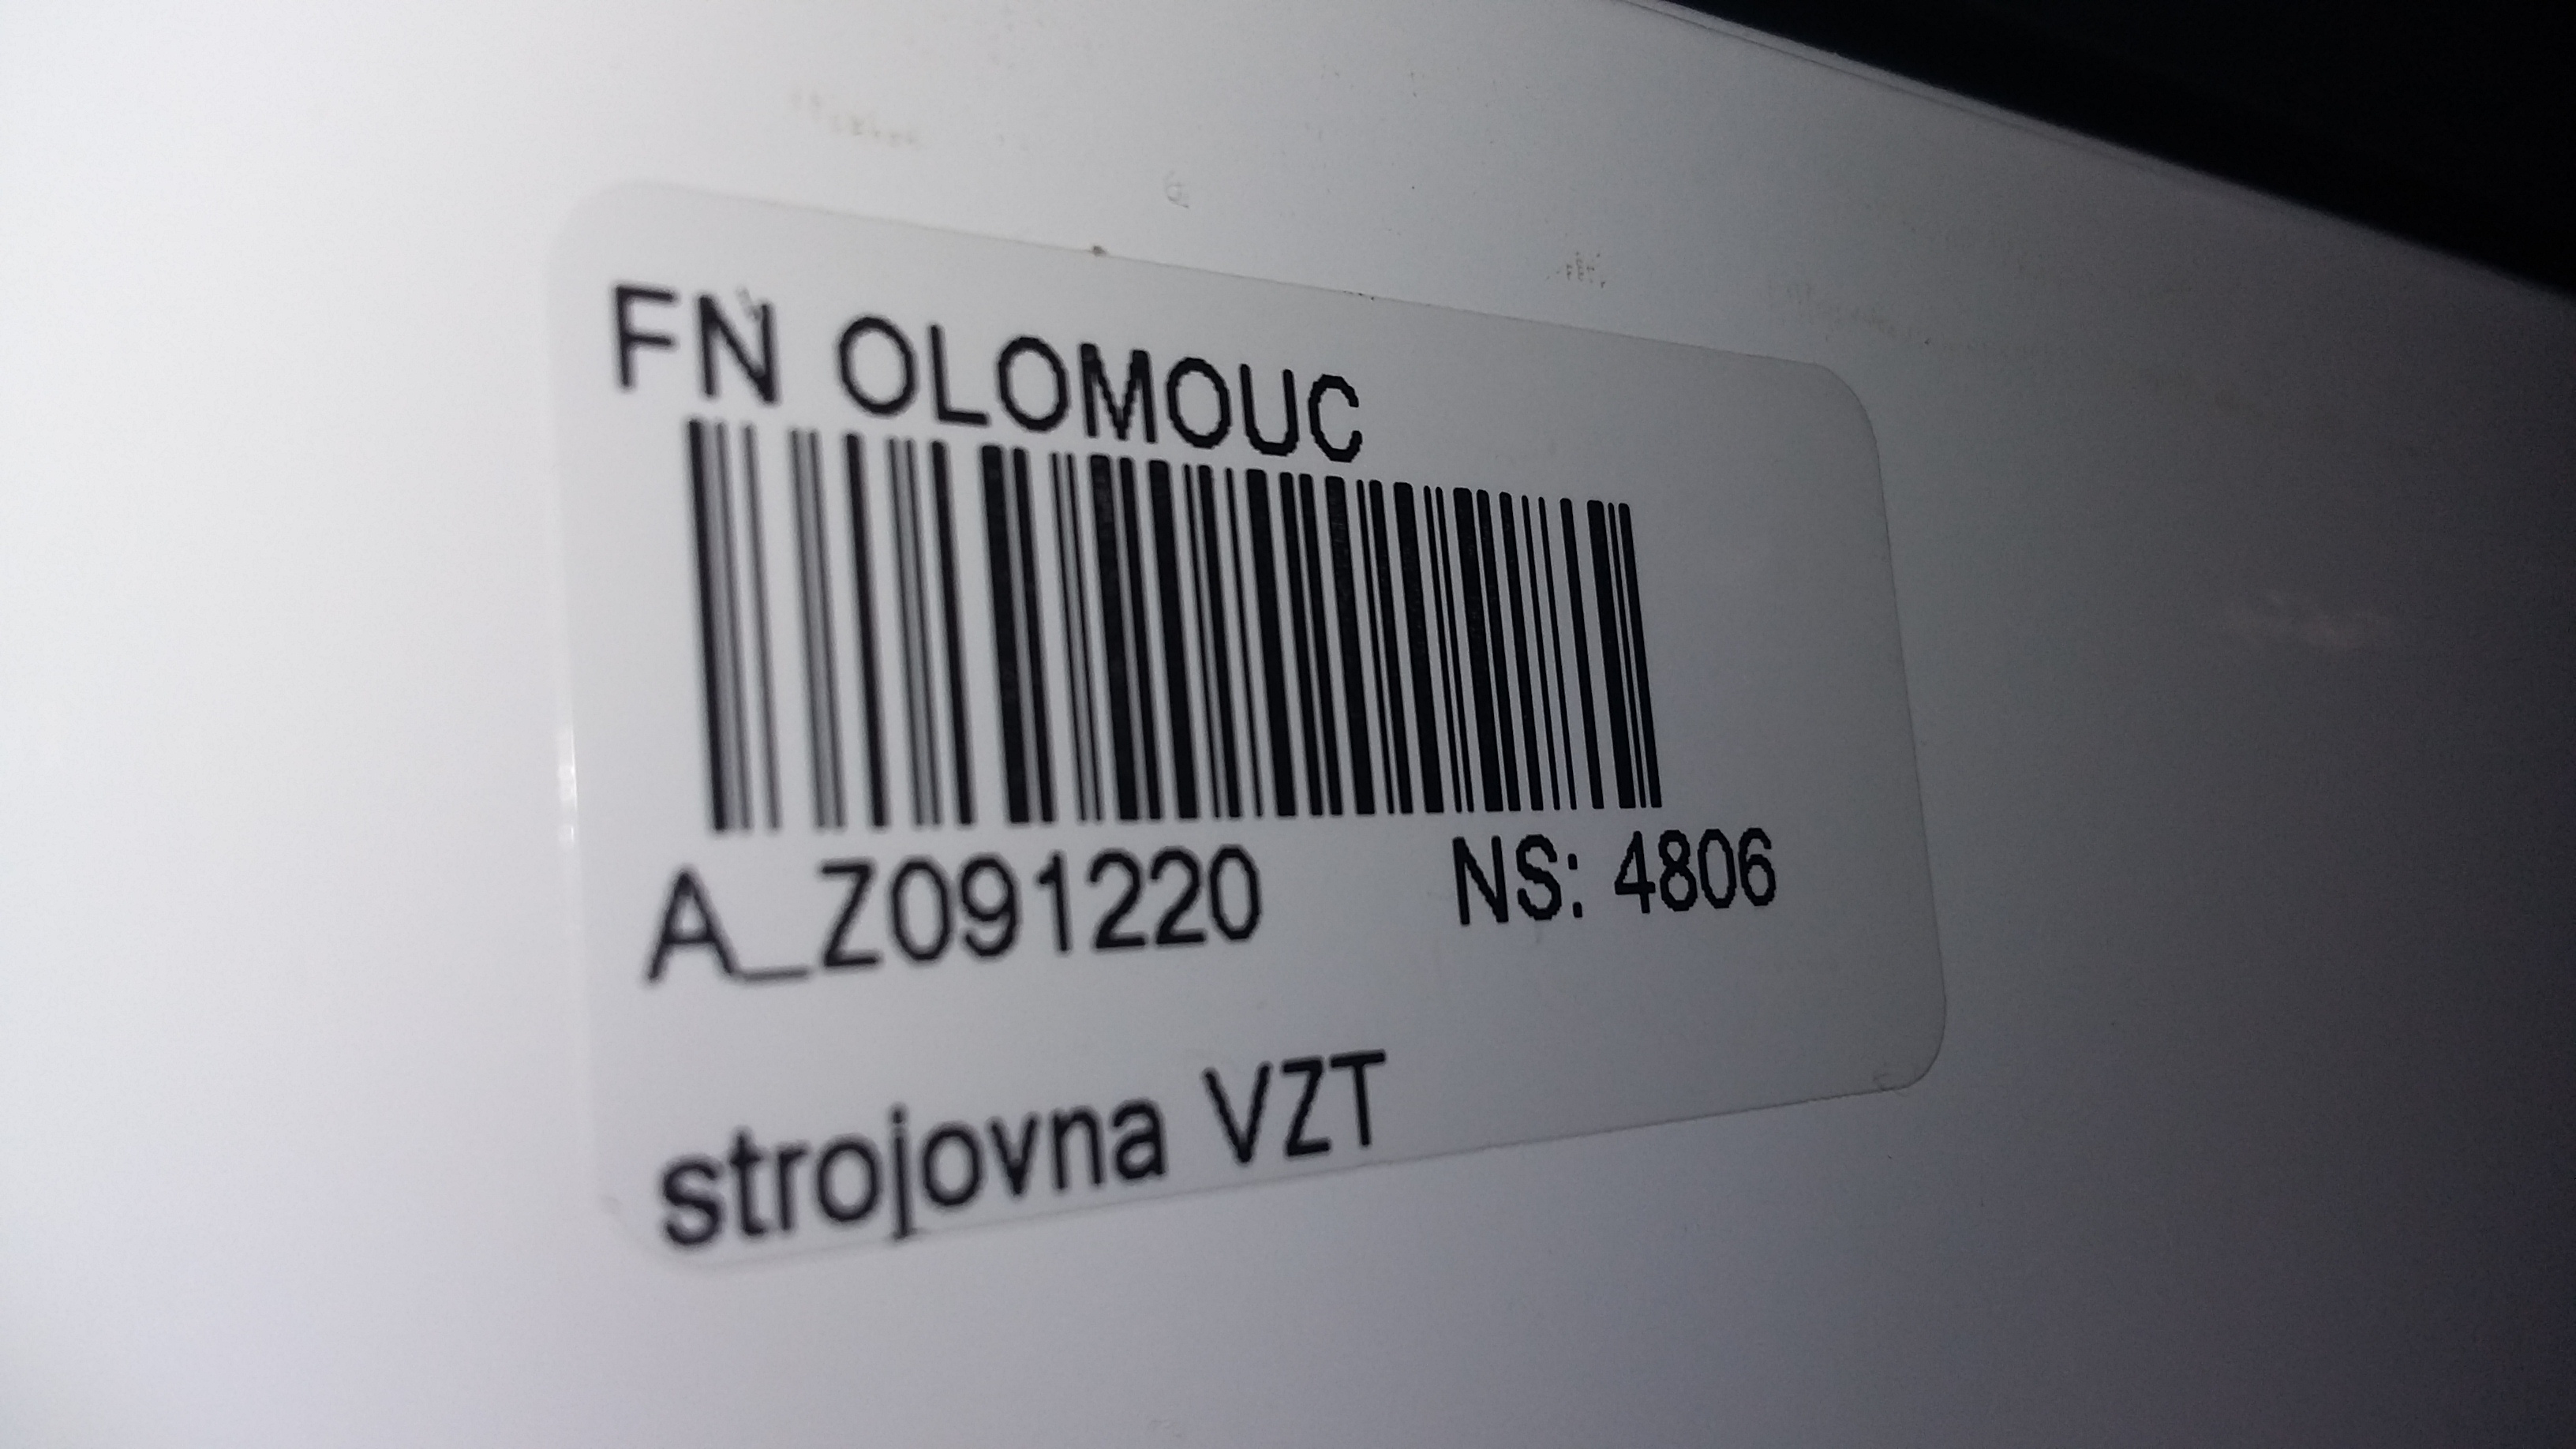 FN OLOMOUC
A_Z091220 NS: 4806
strojovna VZT